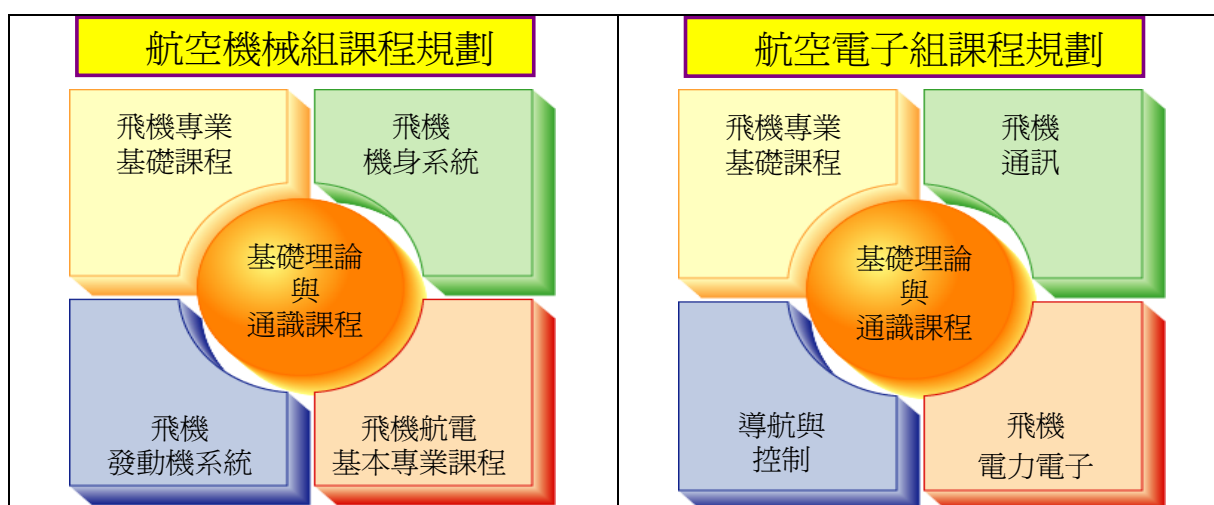 航空機械組課程規劃
飛機專業
基礎課程
飛機
機身系統
基礎理論
與
通識課程
飛機
發動機系統
飛機航電
基本專業課程
航空電子組課程規劃
飛機專業
基礎課程
飛機
通訊
基礎理論
與
通識課程
導航與
控制
飛機
電力電子